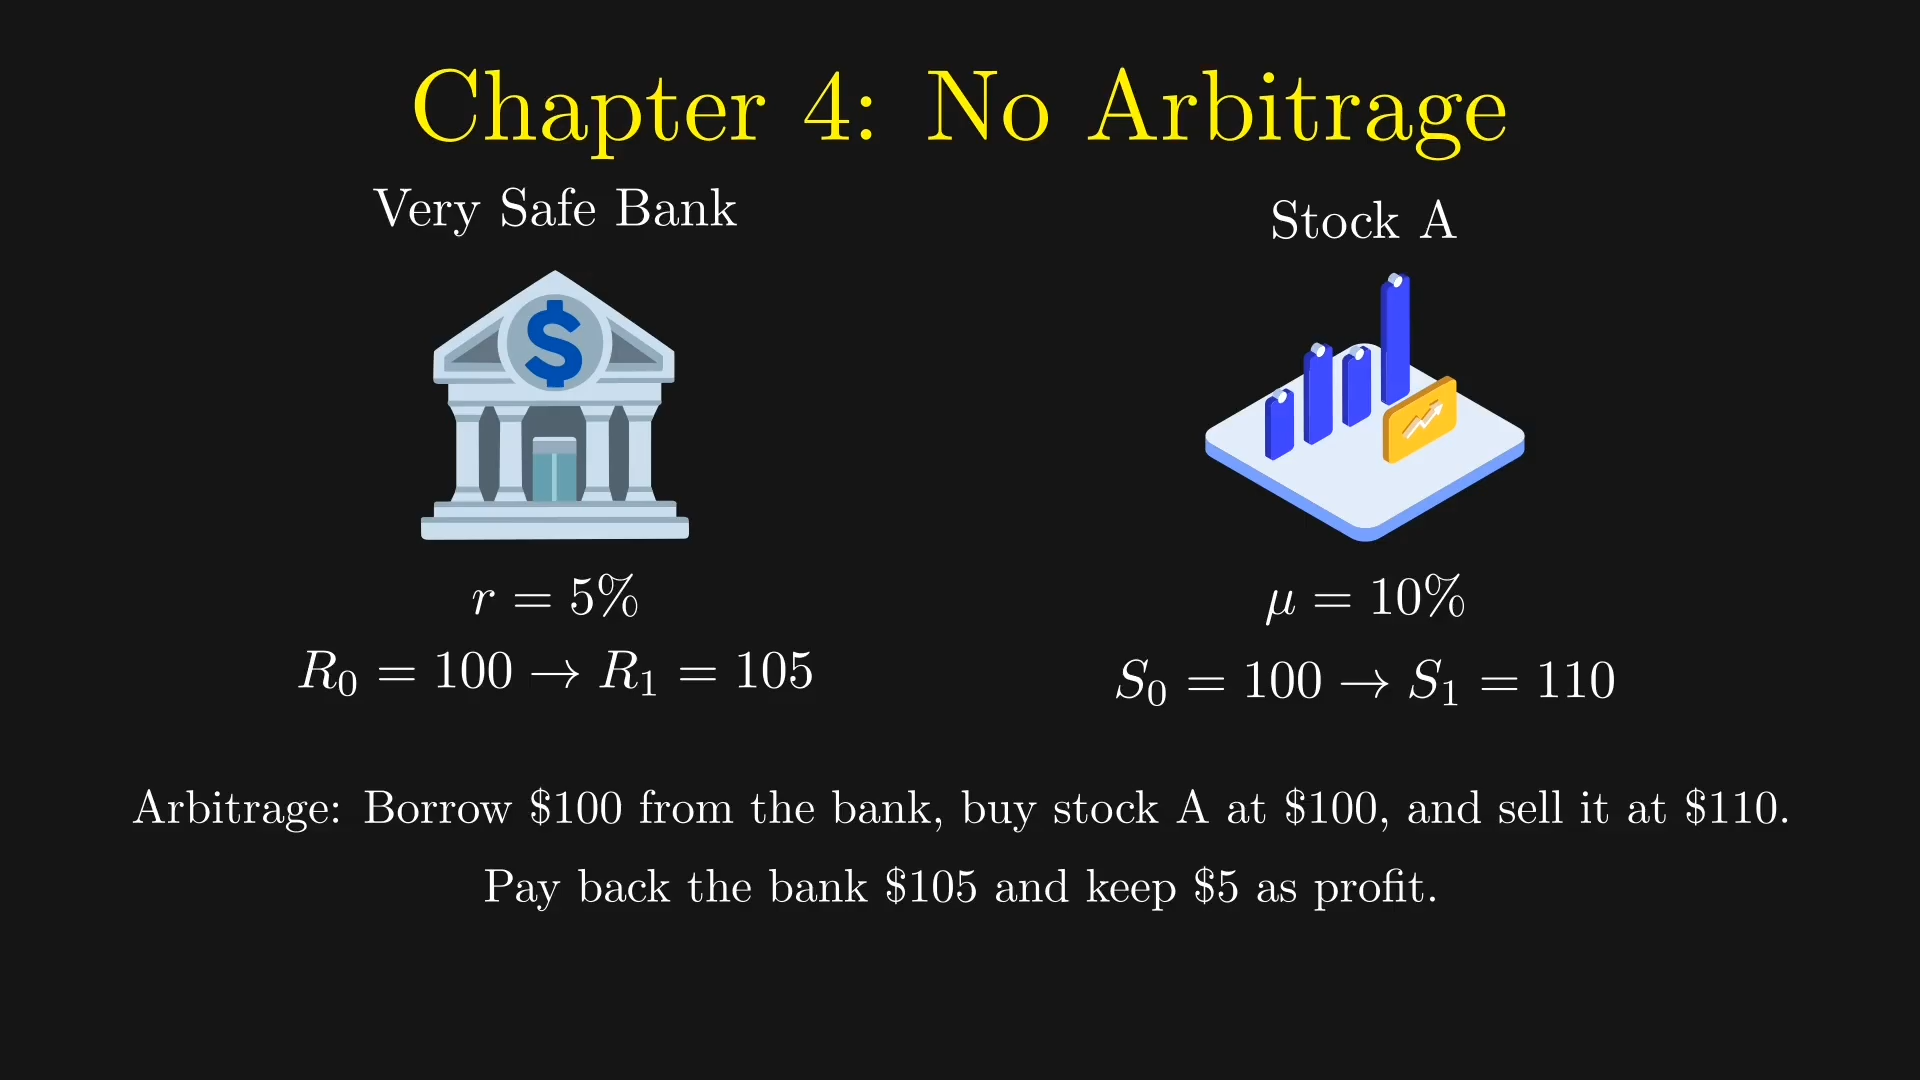 Chapter 4: No Arbitrage
Very Safe Bank
Stock A
$
r = 5%
μ = 10%
R₀ = 100 → R₁ = 105
S₀ = 100 → S₁ = 110
Arbitrage: Borrow $100 from the bank, buy stock A at $100, and sell it at $110.
Pay back the bank $105 and keep $5 as profit.